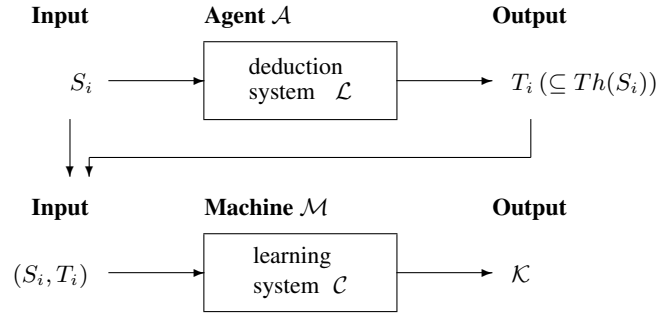 Input Agent 𝒜 Output
S_i deduction system ℒ T_i (⊆ Th(S_i))
Input Machine ℳ Output
(S_i, T_i) learning system 𝒞 𝒦